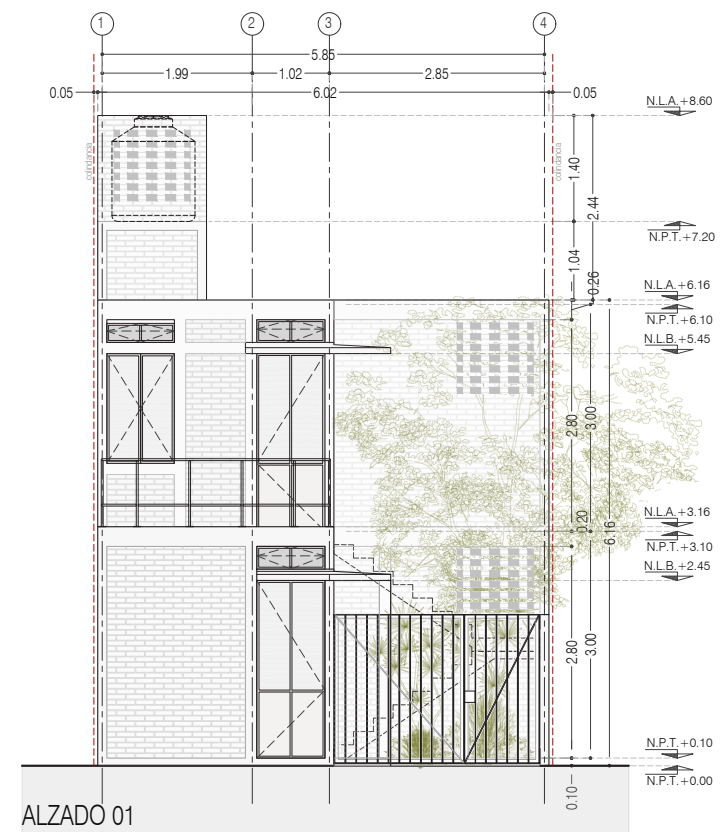 1 2 3 4
5.85
1.99 1.02 2.85
0.05 6.02 0.05
N.L.A.+8.60
colindancia
colindancia
1.40
2.44
N.P.T.+7.20
1.04
0.26
N.L.A.+6.16
N.P.T.+6.10
N.L.B.+5.45
2.80
3.00
N.L.A.+3.16
0.20
6.16
N.P.T.+3.10
N.L.B.+2.45
2.80
3.00
N.P.T.+0.10
N.P.T.+0.00
0.10
ALZADO 01